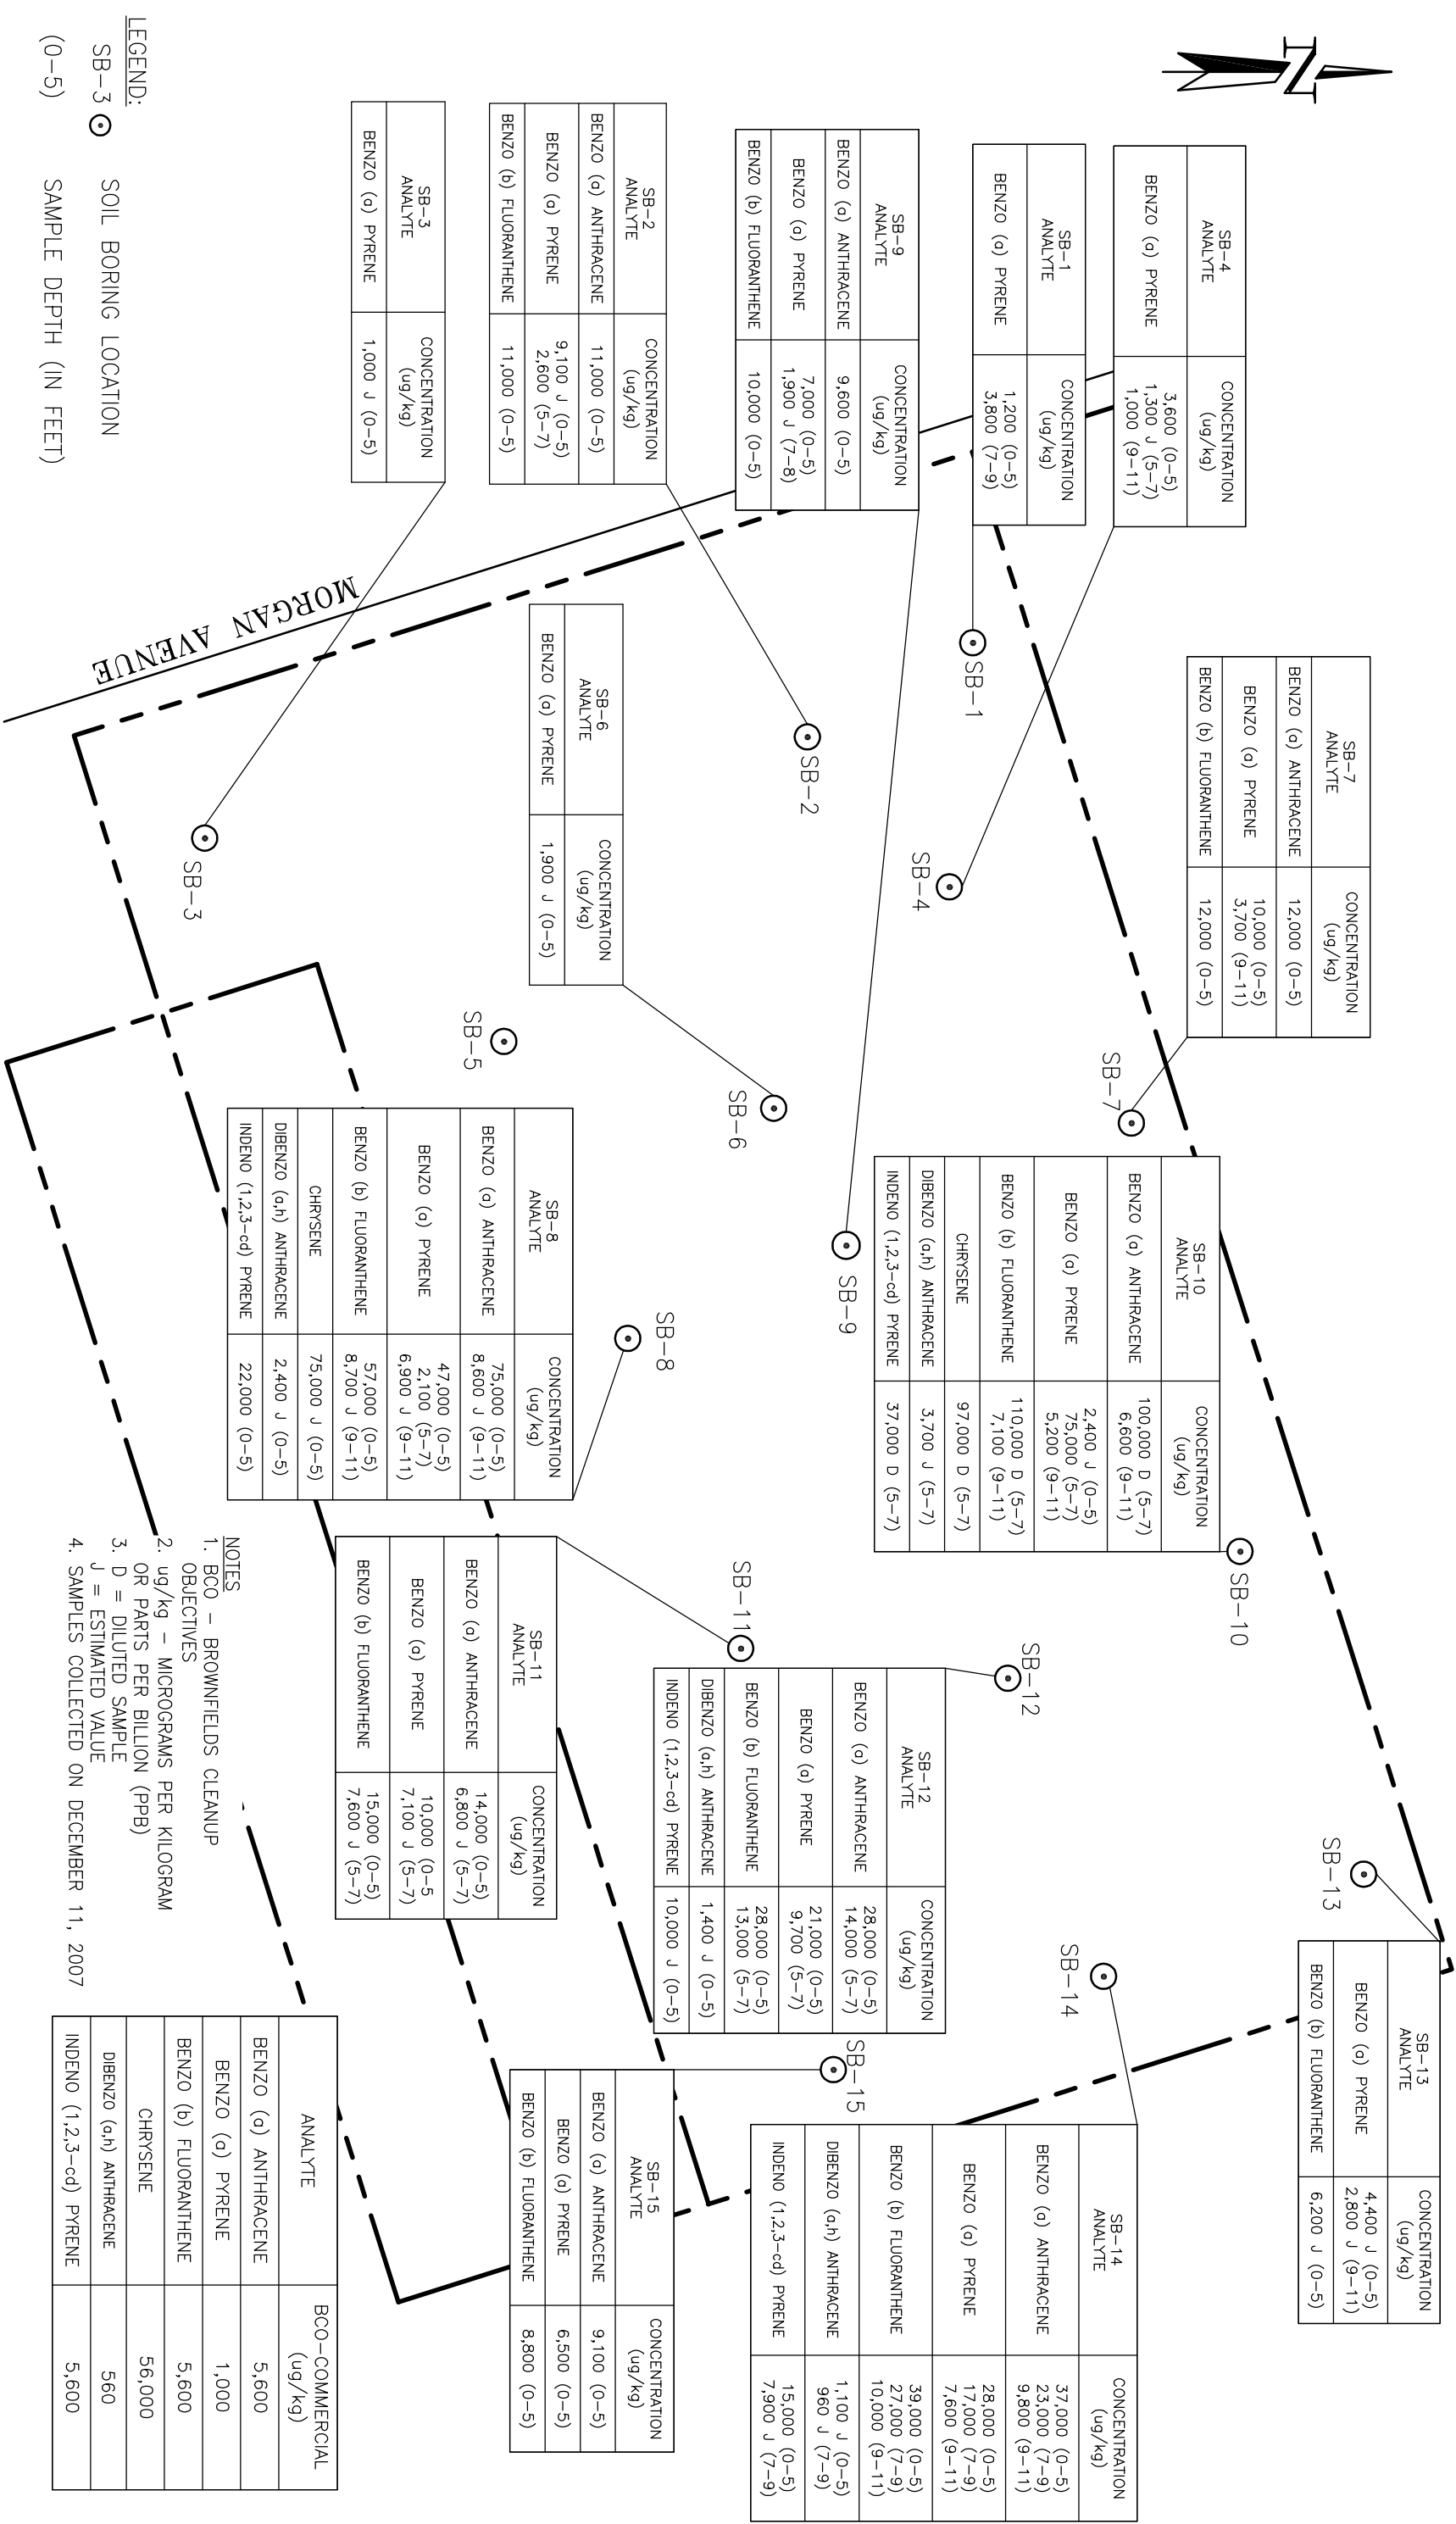 N
SB-4
ANALYTE
CONCENTRATION
(ug/kg)
BENZO (a) PYRENE
3,600 (0-5)
1,300 J (5-7)
1,000 (9-11)
SB-1
ANALYTE
CONCENTRATION
(ug/kg)
BENZO (a) PYRENE
1,200 (0-5)
3,800 (7-9)
SB-9
ANALYTE
CONCENTRATION
(ug/kg)
BENZO (a) ANTHRACENE
9,600 (0-5)
BENZO (a) PYRENE
7,000 (0-5)
1,900 J (7-8)
BENZO (b) FLUORANTHENE
10,000 (0-5)
SB-2
ANALYTE
CONCENTRATION
(ug/kg)
BENZO (a) ANTHRACENE
11,000 (0-5)
BENZO (a) PYRENE
9,100 J (0-5)
2,600 (5-7)
BENZO (b) FLUORANTHENE
11,000 (0-5)
SB-3
ANALYTE
CONCENTRATION
(ug/kg)
BENZO (a) PYRENE
1,000 J (0-5)
LEGEND:
SB-3 SOIL BORING LOCATION
(0-5) SAMPLE DEPTH (IN FEET)
MORGAN AVENUE
SB-7
ANALYTE
CONCENTRATION
(ug/kg)
BENZO (a) ANTHRACENE
12,000 (0-5)
BENZO (a) PYRENE
10,000 (0-5)
3,700 (9-11)
BENZO (b) FLUORANTHENE
12,000 (0-5)
SB-6
ANALYTE
CONCENTRATION
(ug/kg)
BENZO (a) PYRENE
1,900 J (0-5)
SB-1
SB-2
SB-4
SB-3
SB-7
SB-6
SB-5
SB-9
SB-8
SB-10
ANALYTE
CONCENTRATION
(ug/kg)
BENZO (a) ANTHRACENE
100,000 D (5-7)
6,600 (9-11)
BENZO (a) PYRENE
2,400 J (0-5)
75,000 (5-7)
5,200 (9-11)
BENZO (b) FLUORANTHENE
110,000 D (5-7)
7,100 (9-11)
CHRYSENE
97,000 D (5-7)
DIBENZO (a,h) ANTHRACENE
3,700 J (5-7)
INDENO (1,2,3-cd) PYRENE
37,000 D (5-7)
SB-8
ANALYTE
CONCENTRATION
(ug/kg)
BENZO (a) ANTHRACENE
75,000 (0-5)
8,600 J (9-11)
BENZO (a) PYRENE
47,000 (0-5)
2,100 (5-7)
6,900 J (9-11)
BENZO (b) FLUORANTHENE
57,000 (0-5)
8,700 J (9-11)
CHRYSENE
75,000 J (0-5)
DIBENZO (a,h) ANTHRACENE
2,400 J (0-5)
INDENO (1,2,3-cd) PYRENE
22,000 (0-5)
SB-10
SB-11
SB-12
SB-13
SB-14
SB-15
SB-12
ANALYTE
CONCENTRATION
(ug/kg)
BENZO (a) ANTHRACENE
28,000 (0-5)
14,000 (5-7)
BENZO (a) PYRENE
21,000 (0-5)
9,700 (5-7)
BENZO (b) FLUORANTHENE
28,000 (0-5)
13,000 (5-7)
DIBENZO (a,h) ANTHRACENE
1,400 J (0-5)
INDENO (1,2,3-cd) PYRENE
10,000 J (0-5)
SB-11
ANALYTE
CONCENTRATION
(ug/kg)
BENZO (a) ANTHRACENE
14,000 (0-5)
6,800 J (5-7)
BENZO (a) PYRENE
10,000 (0-5
7,100 J (5-7)
BENZO (b) FLUORANTHENE
15,000 (0-5)
7,600 J (5-7)
NOTES
1. BCO - BROWNFIELDS CLEANUP
OBJECTIVES
2. ug/kg - MICROGRAMS PER KILOGRAM
OR PARTS PER BILLION (PPB)
3. D = DILUTED SAMPLE
J = ESTIMATED VALUE
4. SAMPLES COLLECTED ON DECEMBER 11, 2007
SB-13
ANALYTE
CONCENTRATION
(ug/kg)
BENZO (a) PYRENE
4,400 J (0-5)
2,800 J (9-11)
BENZO (b) FLUORANTHENE
6,200 J (0-5)
SB-14
ANALYTE
CONCENTRATION
(ug/kg)
BENZO (a) ANTHRACENE
37,000 (0-5)
23,000 (7-9)
9,800 (9-11)
BENZO (a) PYRENE
28,000 (0-5)
17,000 (7-9)
7,600 (9-11)
BENZO (b) FLUORANTHENE
39,000 (0-5)
27,000 (7-9)
10,000 (9-11)
DIBENZO (a,h) ANTHRACENE
1,100 J (0-5)
960 J (7-9)
INDENO (1,2,3-cd) PYRENE
15,000 (0-5)
7,900 J (7-9)
SB-15
ANALYTE
CONCENTRATION
(ug/kg)
BENZO (a) ANTHRACENE
9,100 (0-5)
BENZO (a) PYRENE
6,500 (0-5)
BENZO (b) FLUORANTHENE
8,800 (0-5)
ANALYTE
BCO-COMMERCIAL
(ug/kg)
BENZO (a) ANTHRACENE
5,600
BENZO (a) PYRENE
1,000
BENZO (b) FLUORANTHENE
5,600
CHRYSENE
56,000
DIBENZO (a,h) ANTHRACENE
560
INDENO (1,2,3-cd) PYRENE
5,600